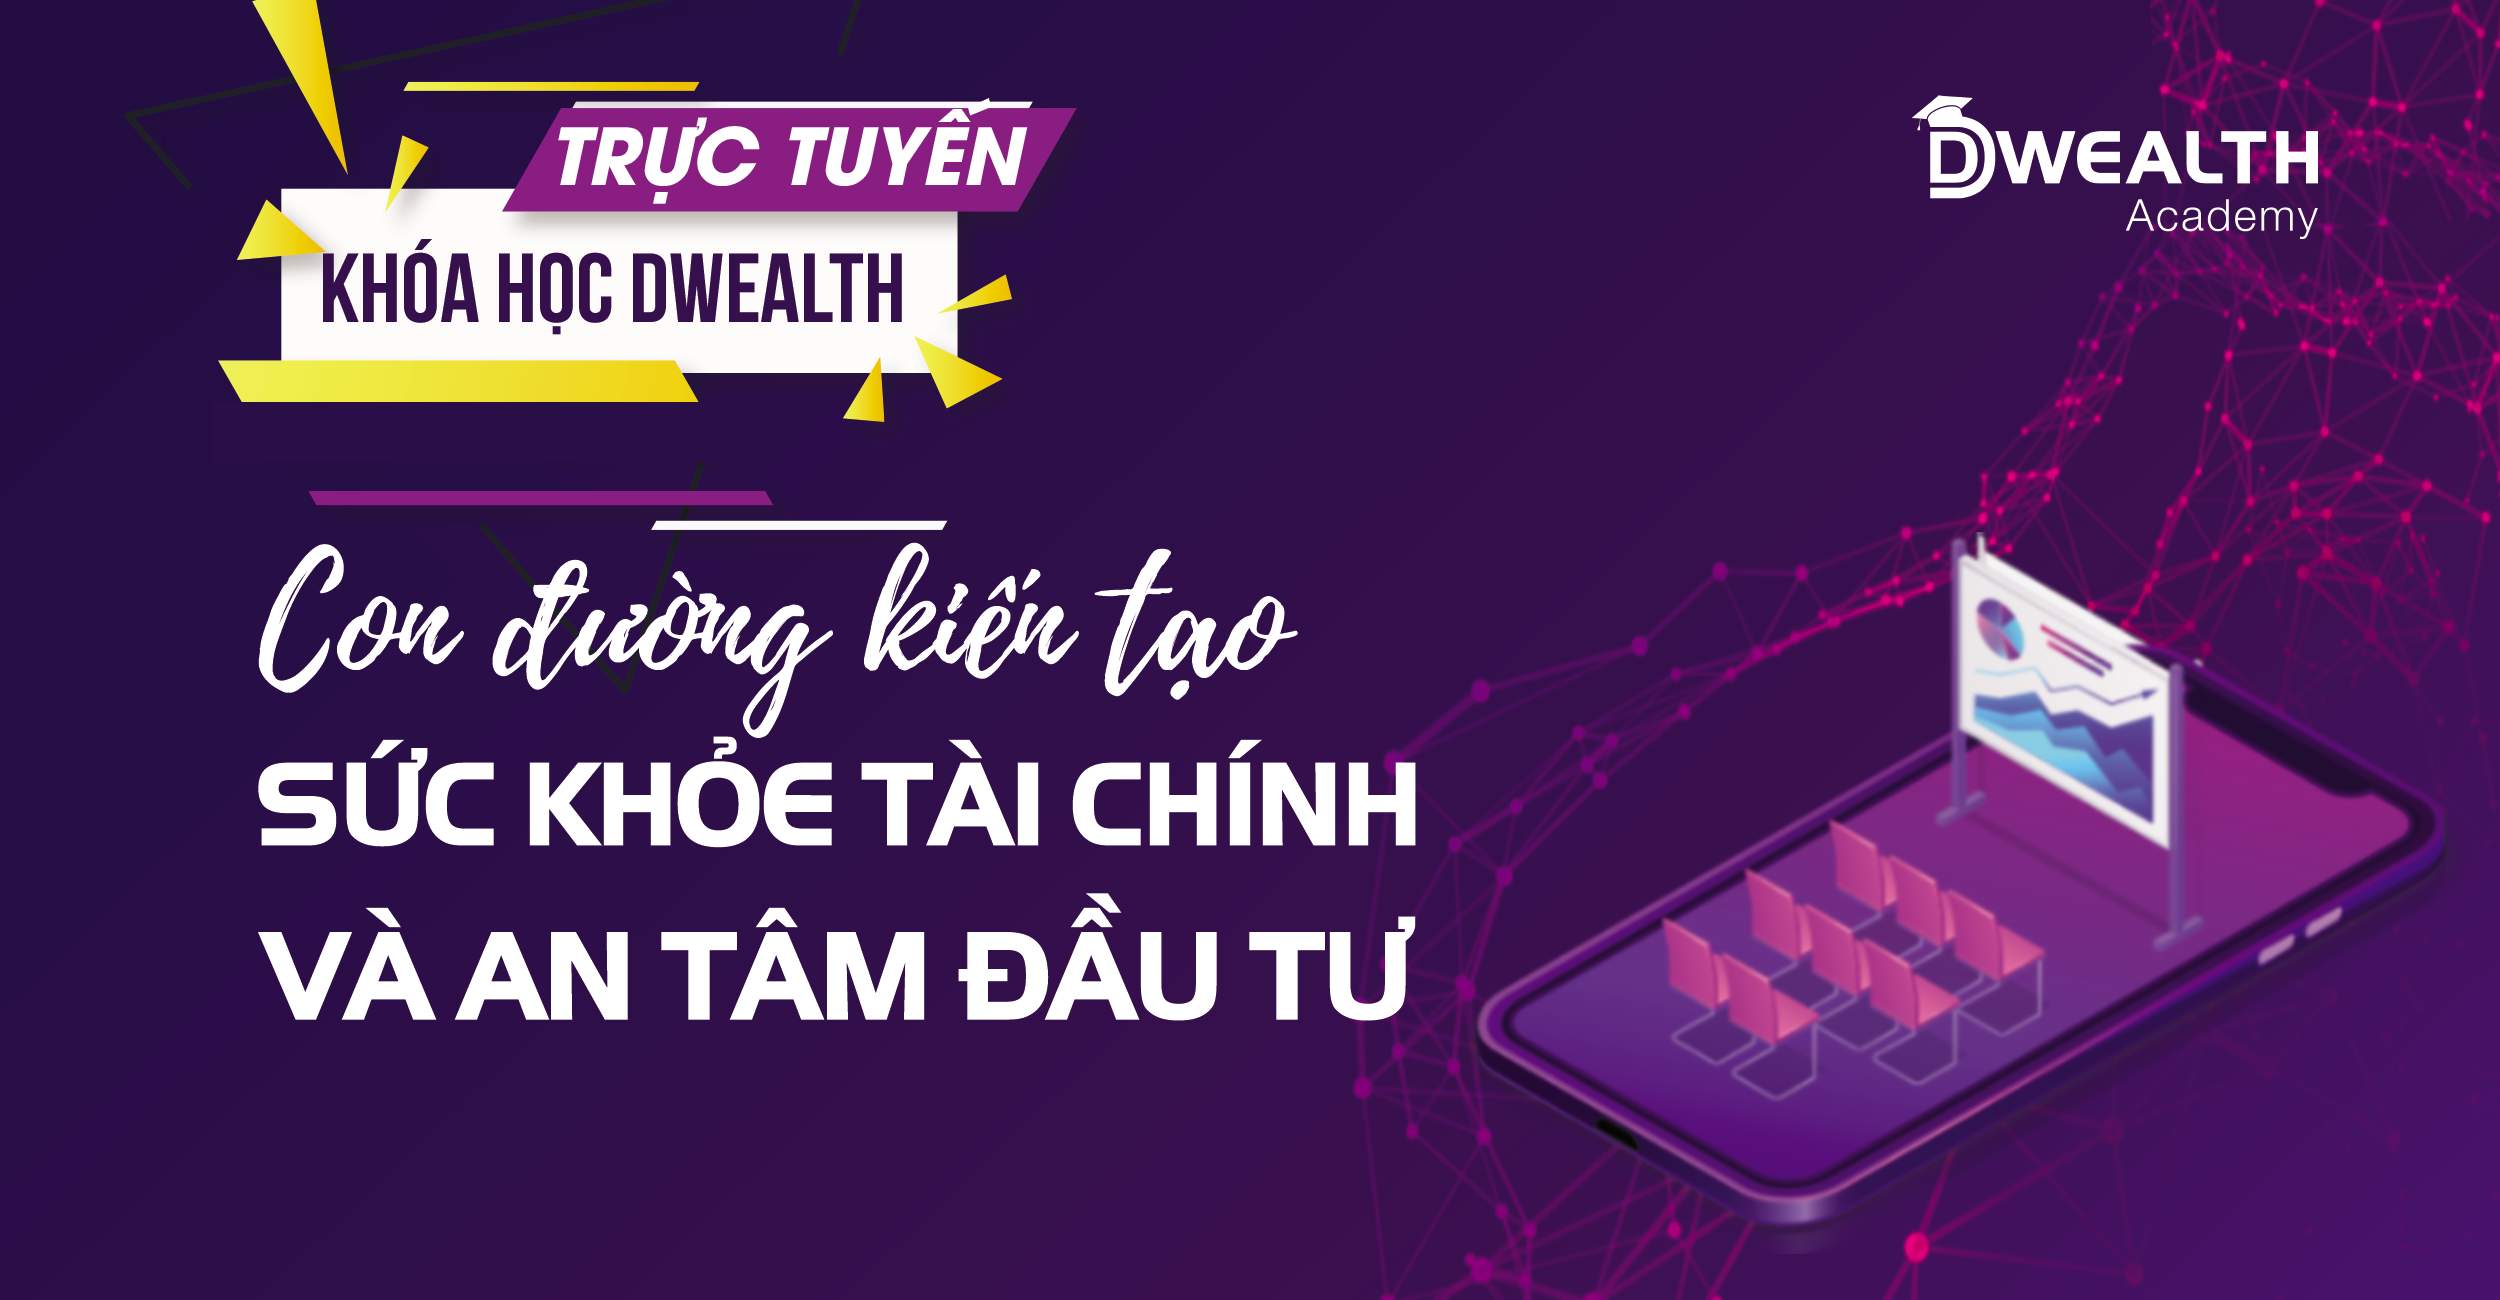 TRỰC TUYẾN
KHÓA HỌC DWEALTH
DWEALTH
Academy
Con đường kiến tạo
SỨC KHỎE TÀI CHÍNH
VÀ AN TÂM ĐẦU TƯ